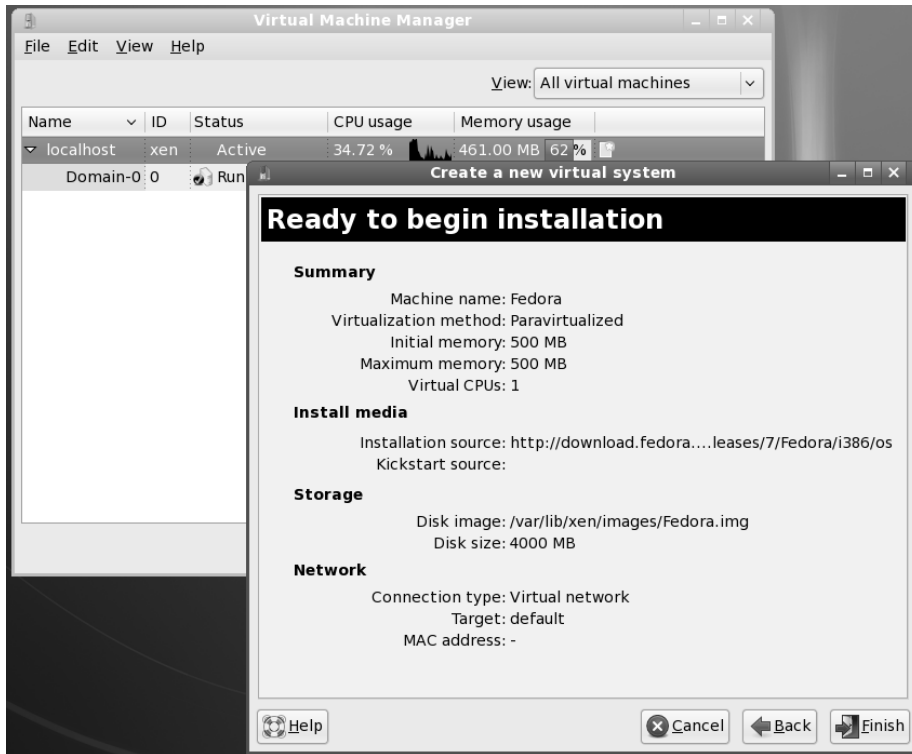 Virtual Machine Manager
File Edit View Help
View: All virtual machines
Name ID Status CPU usage Memory usage
localhost xen Active 34.72 % 461.00 MB 62 %
Domain-0 0 Run
Create a new virtual system
Ready to begin installation
Summary
Machine name: Fedora
Virtualization method: Paravirtualized
Initial memory: 500 MB
Maximum memory: 500 MB
Virtual CPUs: 1
Install media
Installation source: http://download.fedora....leases/7/Fedora/i386/os
Kickstart source:
Storage
Disk image: /var/lib/xen/images/Fedora.img
Disk size: 4000 MB
Network
Connection type: Virtual network
Target: default
MAC address: -
Help Cancel Back Finish